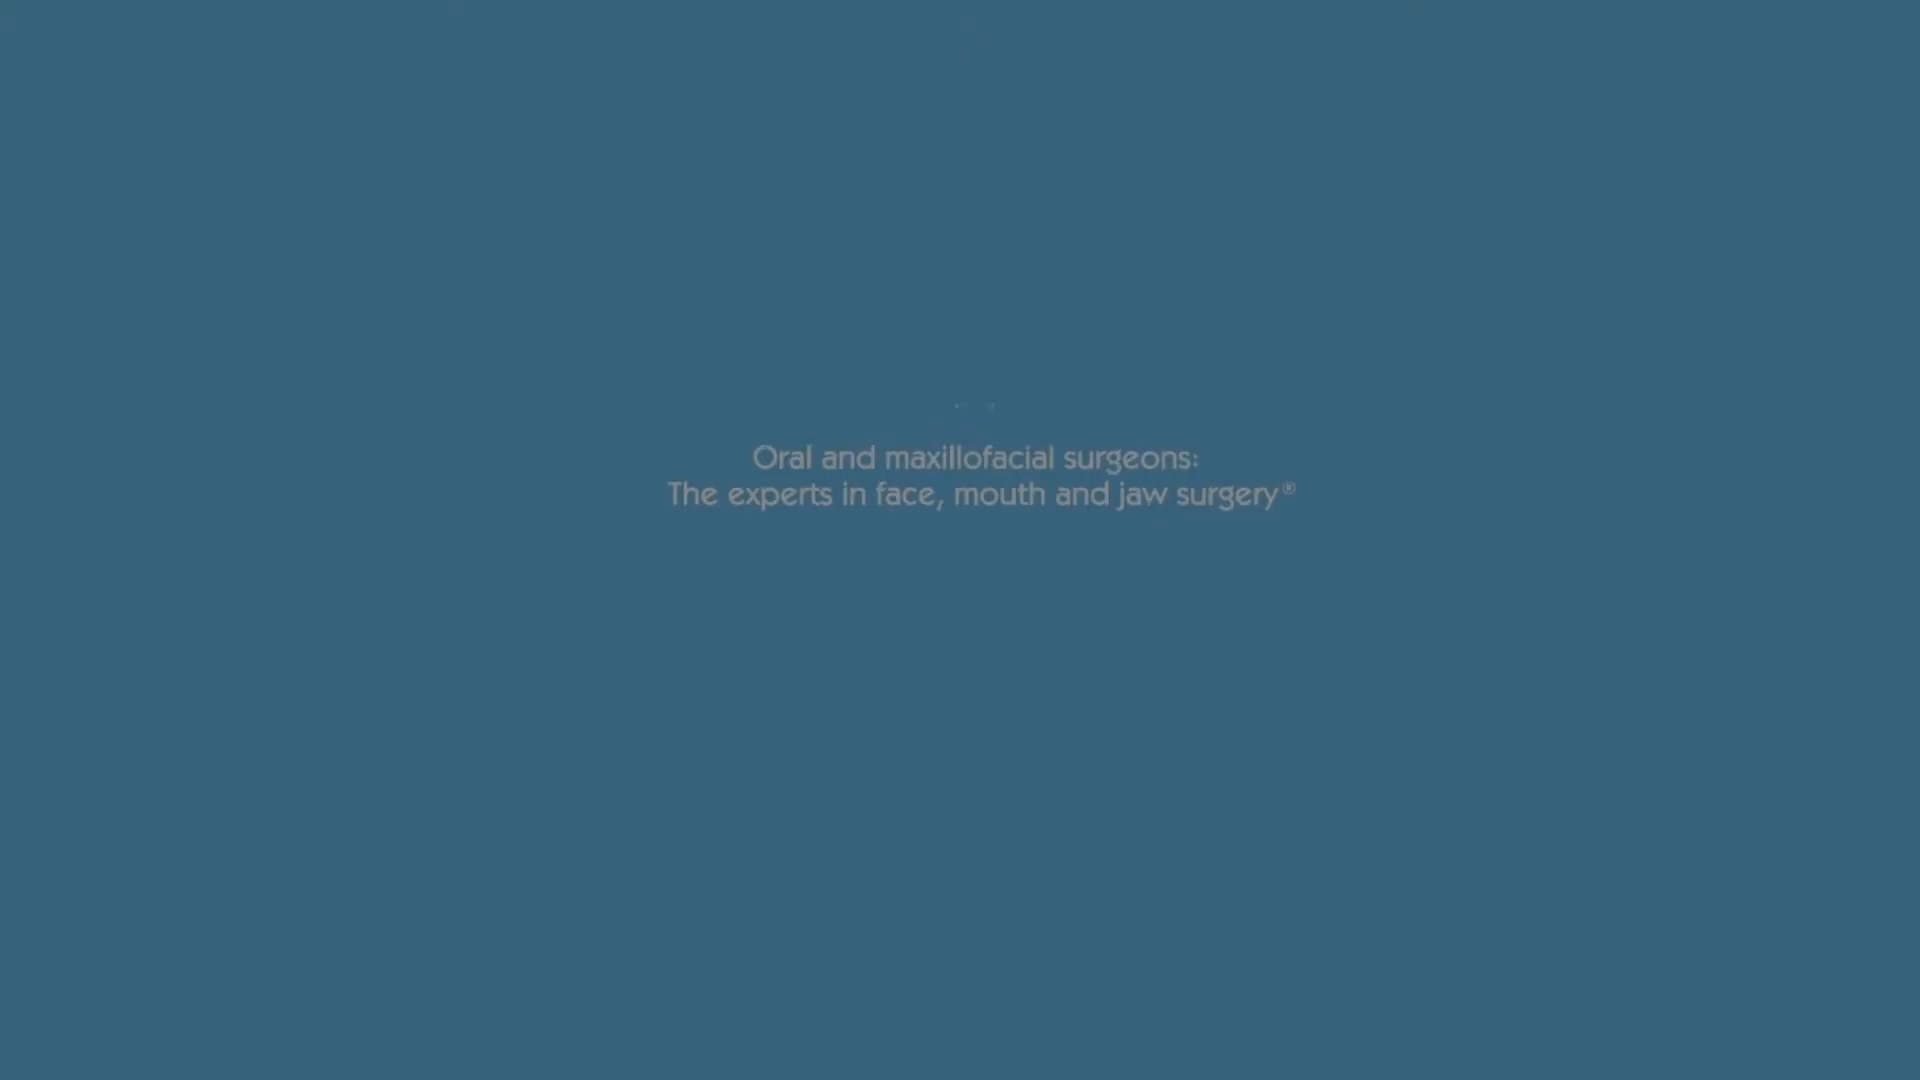 Oral and maxillofacial surgeons:
The experts in face, mouth and jaw surgery®